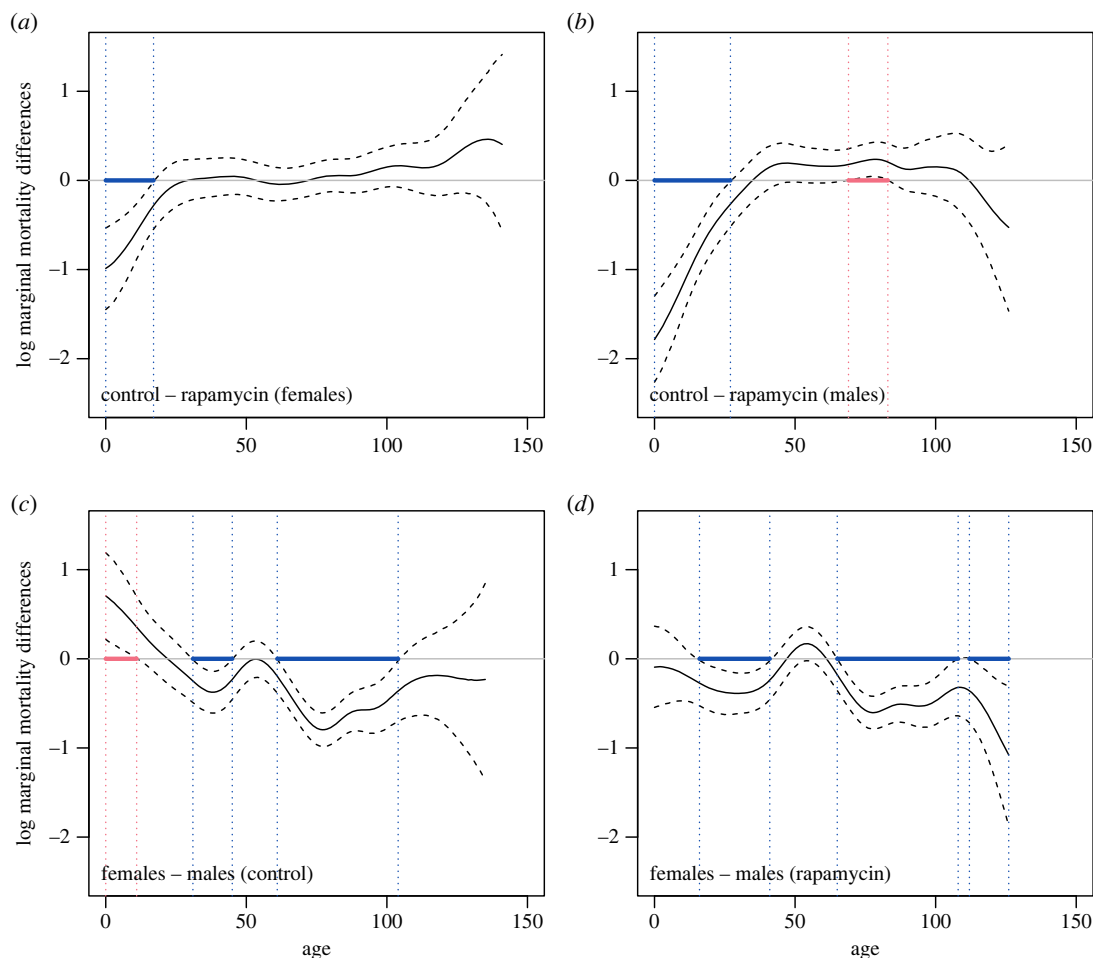 (a)
log marginal mortality differences
1
0
–1
–2
control – rapamycin (females)
0 50 100 150
(b)
1
0
–1
–2
control – rapamycin (males)
0 50 100 150
(c)
log marginal mortality differences
1
0
–1
–2
females – males (control)
0 50 100 150
age
(d)
1
0
–1
–2
females – males (rapamycin)
0 50 100 150
age